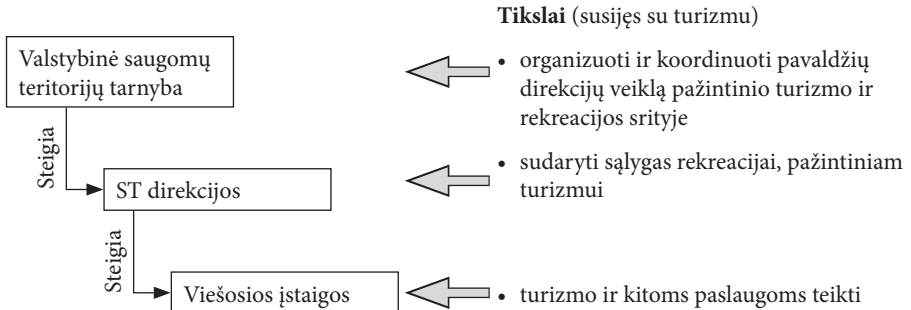 Tikslai (susijęs su turizmu)
Valstybinė saugomų
teritorijų tarnyba
• organizuoti ir koordinuoti pavaldžių
direkcijų veiklą pažintinio turizmo ir
rekreacijos srityje
Steigia
ST direkcijos
• sudaryti sąlygas rekreacijai, pažintiniam
turizmui
Steigia
Viešosios įstaigos
• turizmo ir kitoms paslaugoms teikti